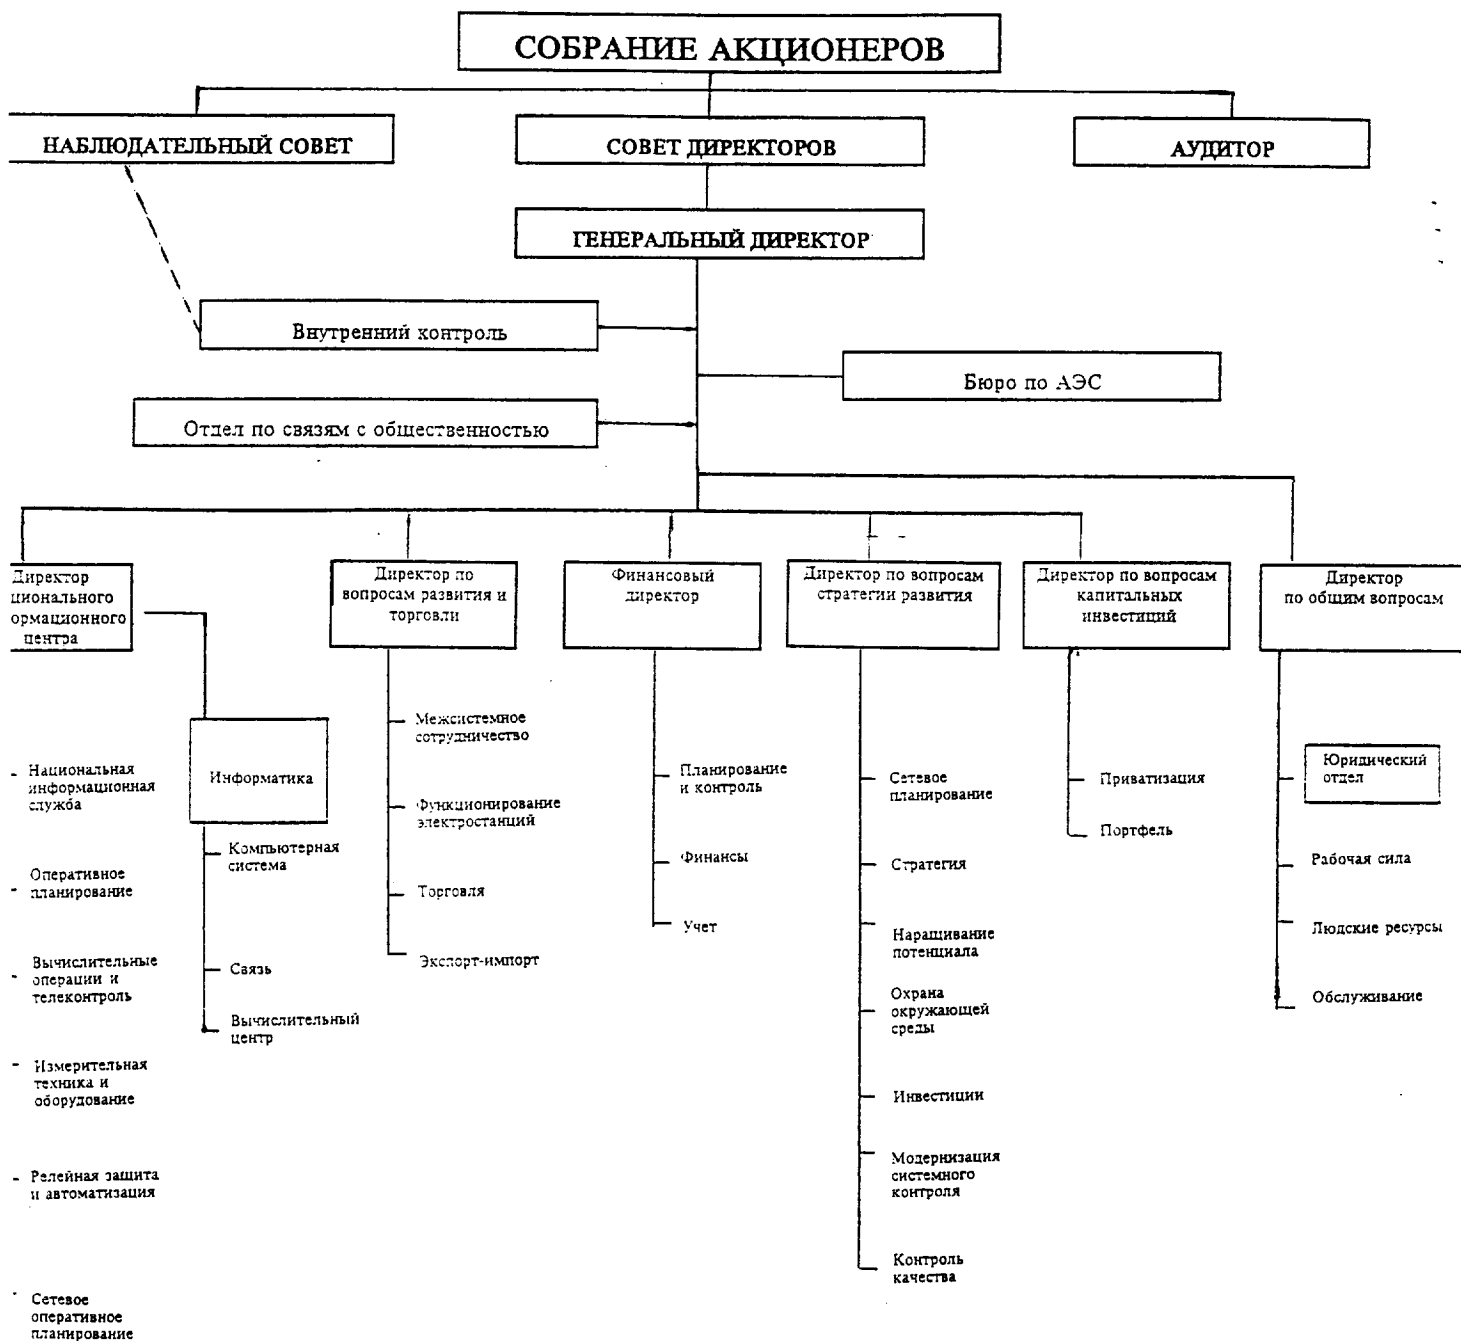 СОБРАНИЕ АКЦИОНЕРОВ
НАБЛЮДАТЕЛЬНЫЙ СОВЕТ
СОВЕТ ДИРЕКТОРОВ
АУДИТОР
ГЕНЕРАЛЬНЫЙ ДИРЕКТОР
Внутренний контроль
Бюро по АЭС
Отдел по связям с общественностью
Директор
ционального
ормационного
центра
Директор по
вопросам развития и
торговли
Финансовый
директор
Директор по вопросам
стратегии развития
Директор по вопросам
капитальных
инвестиций
Директор
по общим вопросам
Национальная
информационная
служба
Оперативное
планирование
Вычислительные
операции и
телеконтроль
Измерительная
техника и
оборудование
Релейная защита
и автоматизация
Сетевое
оперативное
планирование
Информатика
Компьютерная
система
Связь
Вычислительный
центр
Межсистемное
сотрудничество
Функционирование
электростанций
Торговля
Экспорт-импорт
Планирование
и контроль
Финансы
Учет
Сетевое
планирование
Стратегия
Наращивание
потенциала
Охрана
окружающей
среды
Инвестиции
Модернизация
системного
контроля
Контроль
качества
Приватизация
Портфель
Юридический
отдел
Рабочая сила
Людские ресурсы
Обслуживание